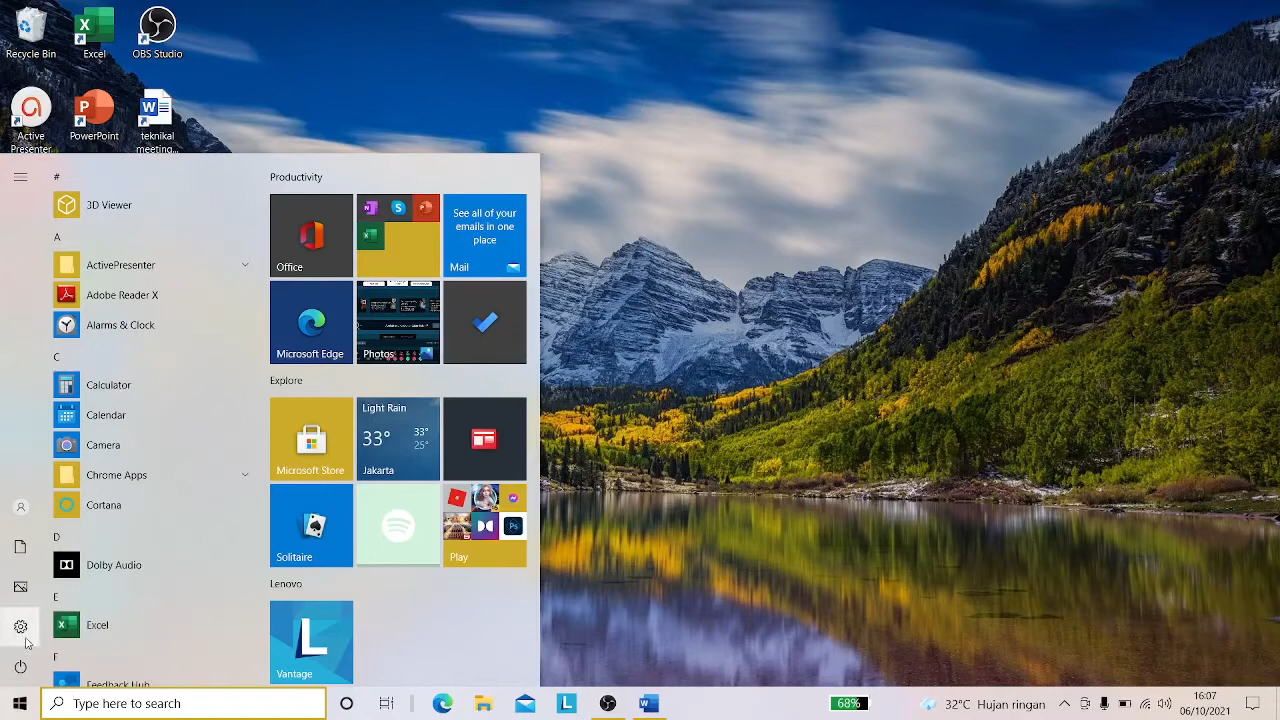 Recycle Bin
Excel
OBS Studio
Active
Presenter
PowerPoint
teknikal
meeting...
#
3D Viewer
A
ActivePresenter
Adobe Reader X
Alarms & Clock
C
Calculator
Calendar
Camera
Chrome Apps
Cortana
D
Dolby Audio
E
Excel
F
Feedback Hub
Productivity
Office
See all of your
emails in one
place
Mail
Microsoft Edge
Photos
Explore
Microsoft Store
Light Rain
33°
33°
25°
Jakarta
Solitaire
Ps
Play
Lenovo
L
Vantage
Type here to search
L
68%
32°C Hujan ringan
16:07
06/10/2021